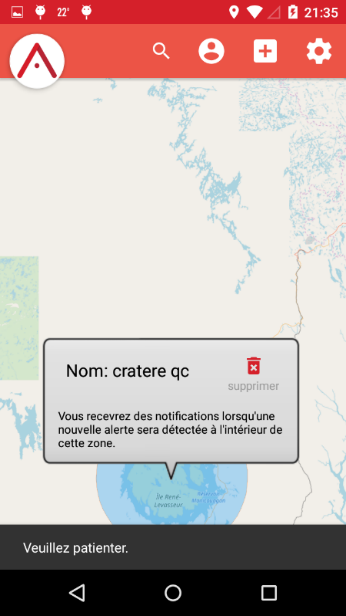 22°
21:35
Nom: cratere qc
supprimer
Vous recevrez des notifications lorsqu'une
nouvelle alerte sera détectée à l'intérieur de
cette zone.
Île René-
Levasseur
Veuillez patienter.